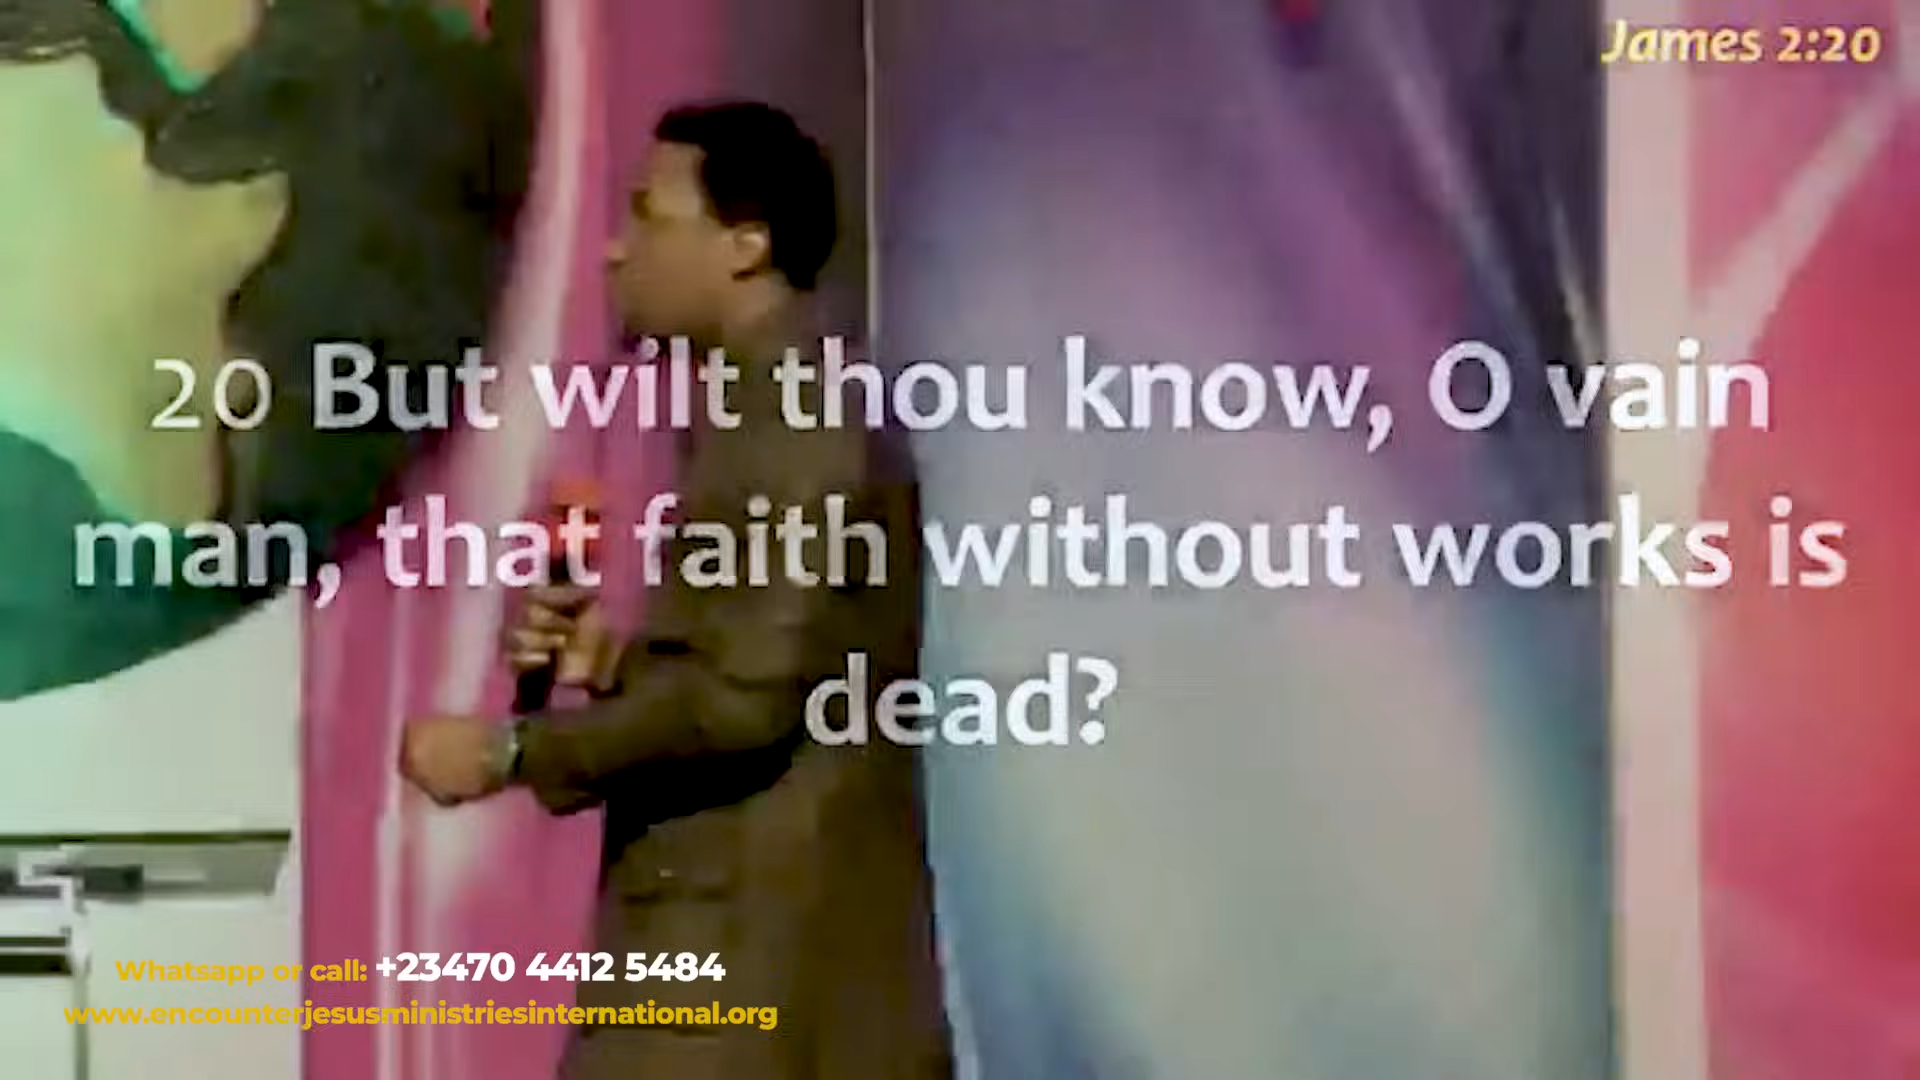 James 2:20
20 But wilt thou know, O vain
man, that faith without works is
dead?
Whatsapp or call: +23470 4412 5484
www.encounterjesusministriesinternational.org